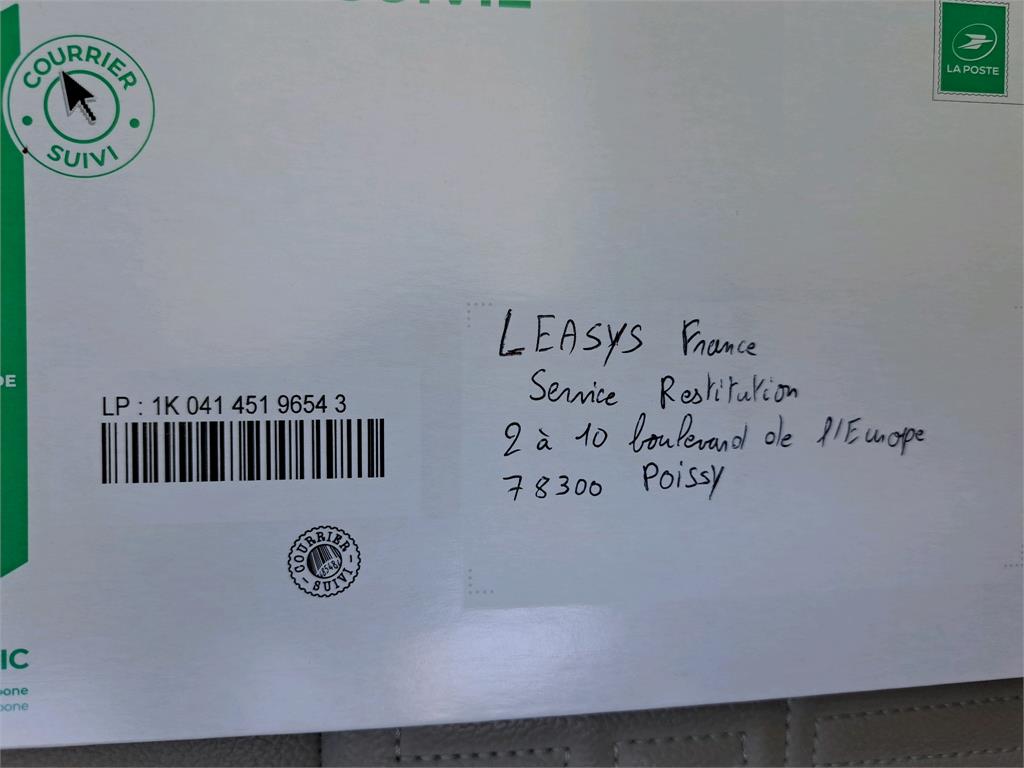 COURRIER
SUIVI
LA POSTE
LEASYS France
Service Restitution
2 à 10 boulevard de l'Europe
78300 Poissy
DE
LP : 1K 041 451 9654 3
COURRIER
SUIVI
IC